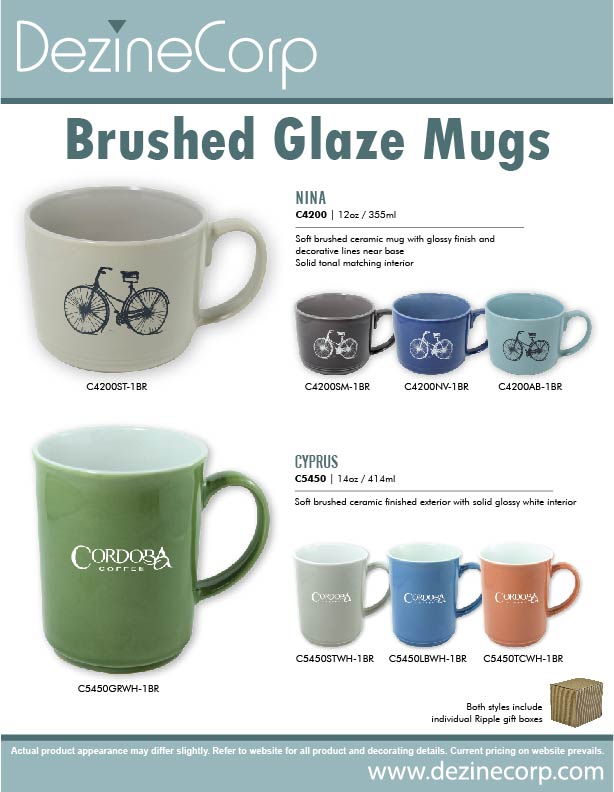 DezineCorp
Brushed Glaze Mugs
NINA
C4200 | 12oz / 355ml
Soft brushed ceramic mug with glossy finish and
decorative lines near base
Solid tonal matching interior
C4200ST-1BR
C4200SM-1BR
C4200NV-1BR
C4200AB-1BR
CYPRUS
C5450 | 14oz / 414ml
Soft brushed ceramic finished exterior with solid glossy white interior
CORDOBA
COFFEE
CORDOBA
COFFEE
CORDOBA
COFFEE
CORDOBA
COFFEE
C5450GRWH-1BR
C5450STWH-1BR
C5450LBWH-1BR
C5450TCWH-1BR
Both styles include
individual Ripple gift boxes
Actual product appearance may differ slightly. Refer to website for all product and decorating details. Current pricing on website prevails.
www.dezinecorp.com